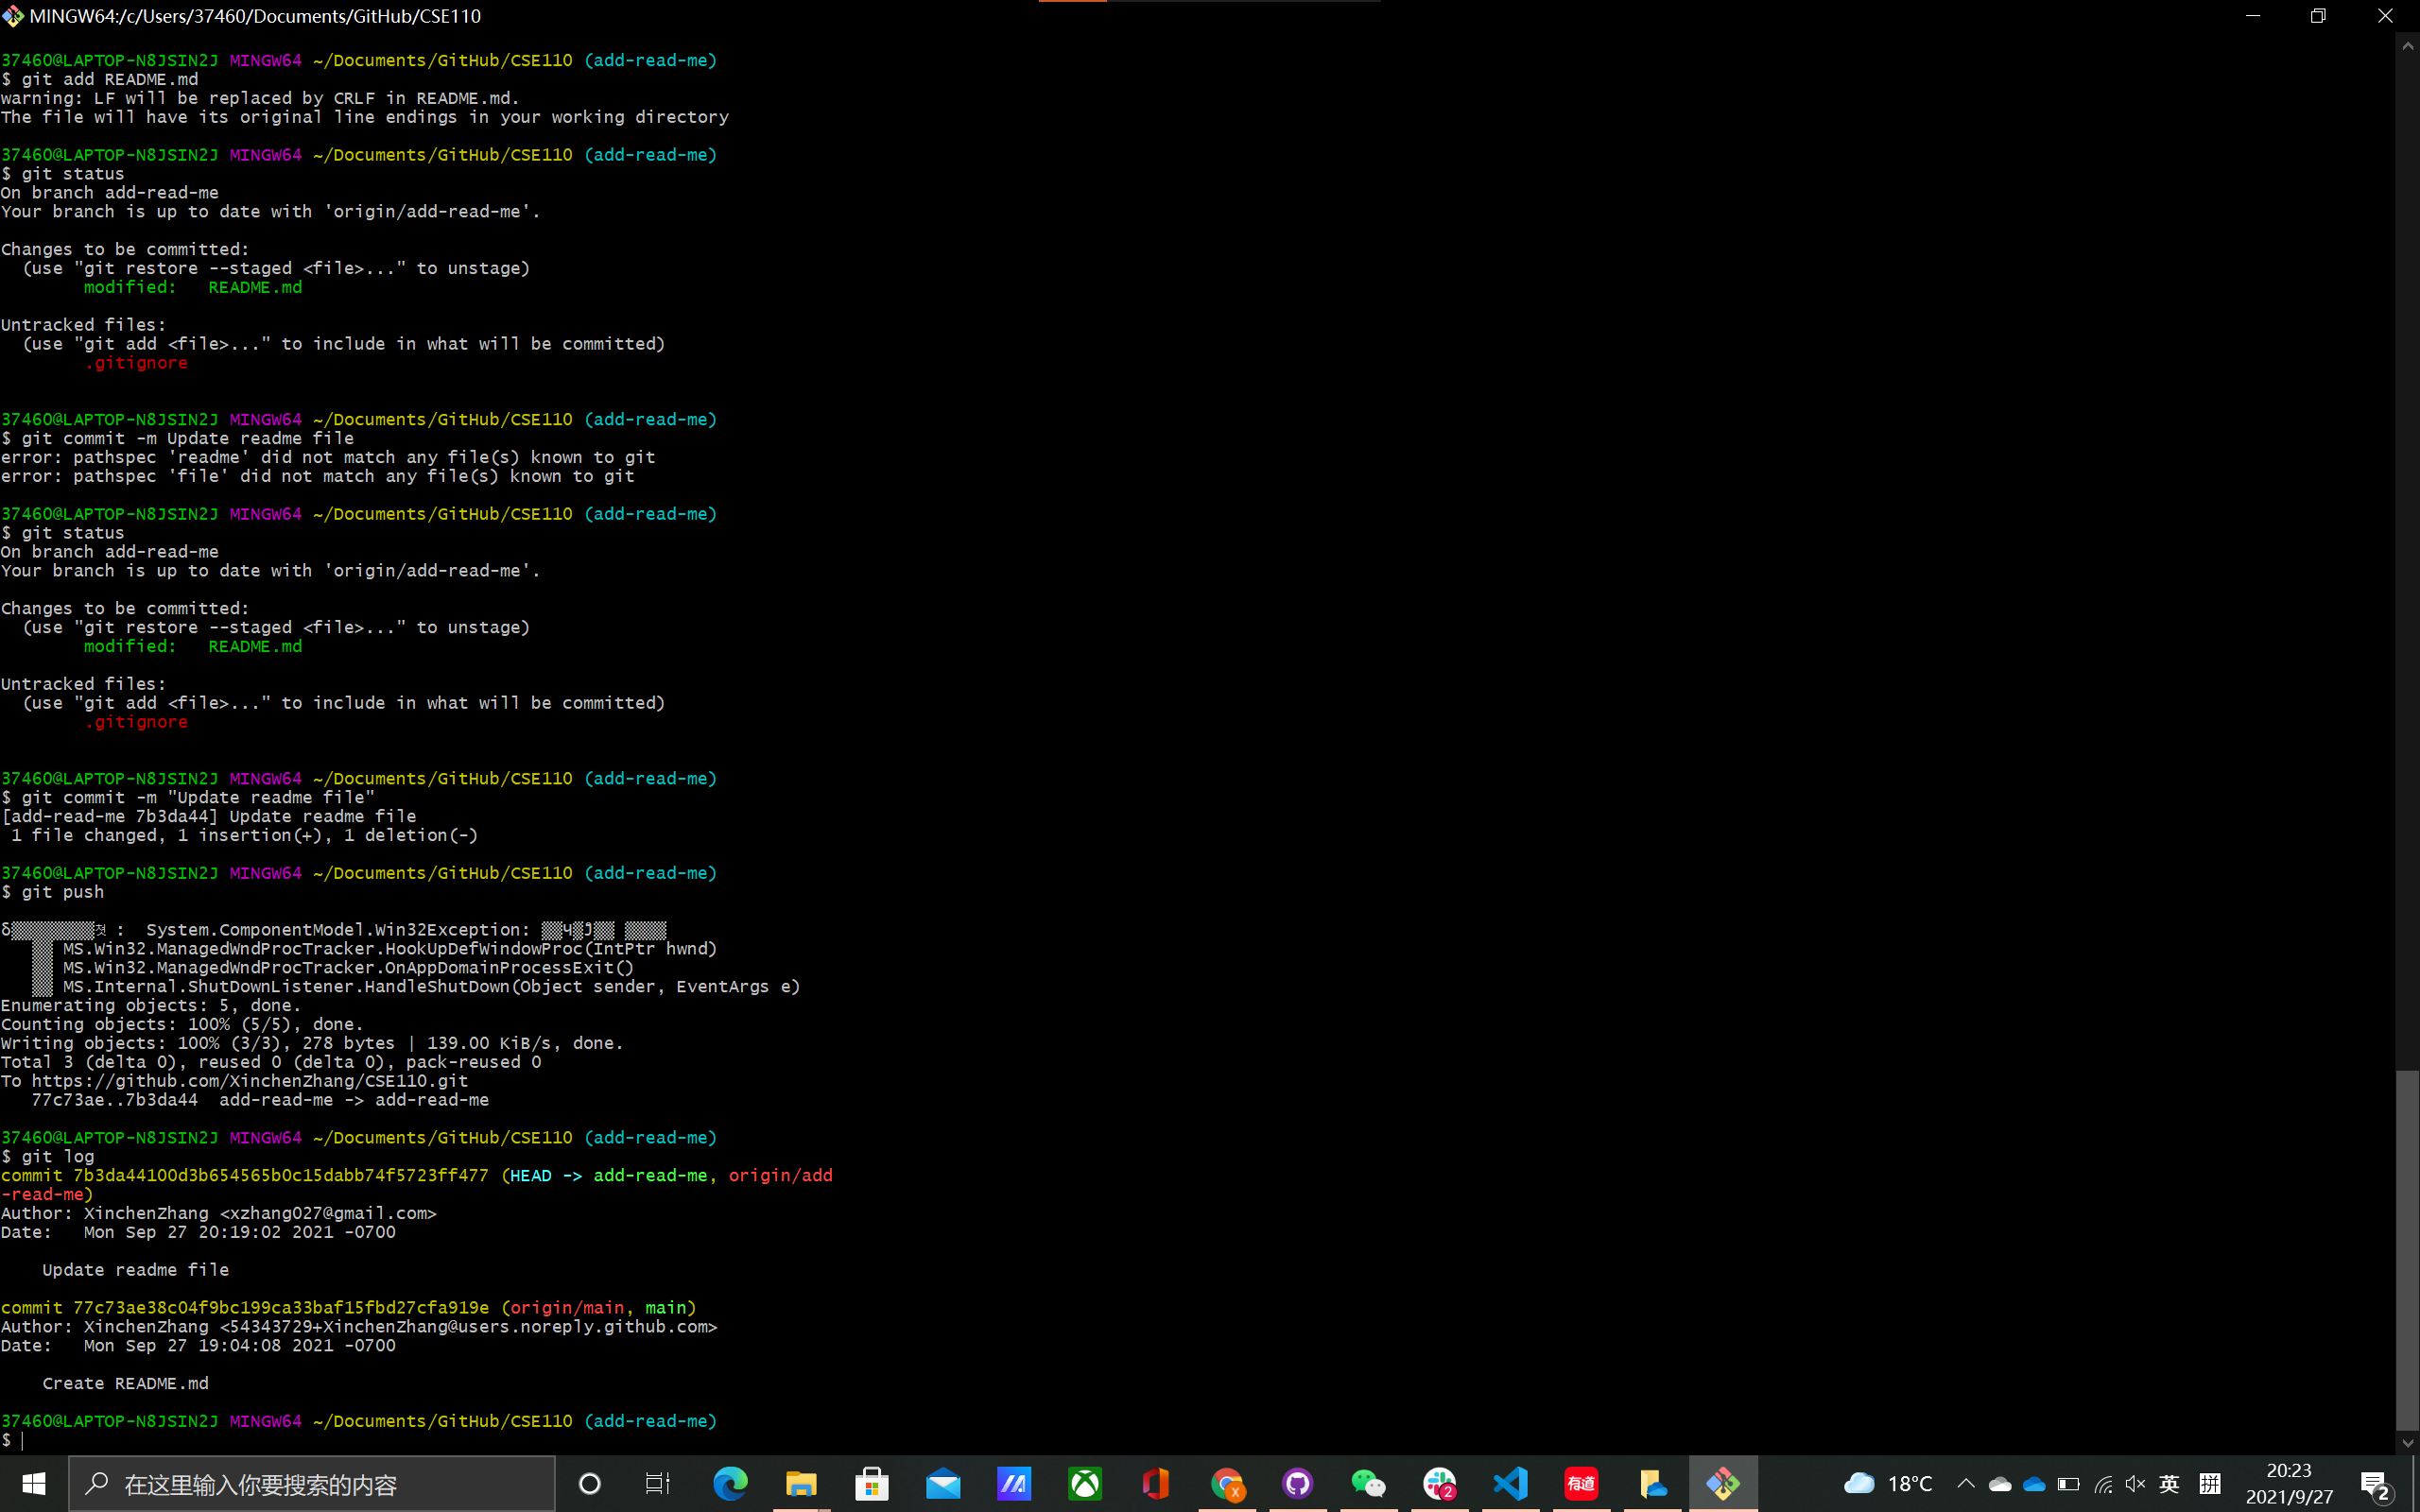 MINGW64:/c/Users/37460/Documents/GitHub/CSE110
37460@LAPTOP-N8JSIN2J MINGW64 ~/Documents/GitHub/CSE110 (add-read-me)
$ git add README.md
warning: LF will be replaced by CRLF in README.md.
The file will have its original line endings in your working directory
37460@LAPTOP-N8JSIN2J MINGW64 ~/Documents/GitHub/CSE110 (add-read-me)
$ git status
On branch add-read-me
Your branch is up to date with 'origin/add-read-me'.
Changes to be committed:
  (use "git restore --staged <file>..." to unstage)
        modified:   README.md
Untracked files:
  (use "git add <file>..." to include in what will be committed)
        .gitignore
37460@LAPTOP-N8JSIN2J MINGW64 ~/Documents/GitHub/CSE110 (add-read-me)
$ git commit -m Update readme file
error: pathspec 'readme' did not match any file(s) known to git
error: pathspec 'file' did not match any file(s) known to git
37460@LAPTOP-N8JSIN2J MINGW64 ~/Documents/GitHub/CSE110 (add-read-me)
$ git status
On branch add-read-me
Your branch is up to date with 'origin/add-read-me'.
Changes to be committed:
  (use "git restore --staged <file>..." to unstage)
        modified:   README.md
Untracked files:
  (use "git add <file>..." to include in what will be committed)
        .gitignore
37460@LAPTOP-N8JSIN2J MINGW64 ~/Documents/GitHub/CSE110 (add-read-me)
$ git commit -m "Update readme file"
[add-read-me 7b3da44] Update readme file
 1 file changed, 1 insertion(+), 1 deletion(-)
37460@LAPTOP-N8JSIN2J MINGW64 ~/Documents/GitHub/CSE110 (add-read-me)
$ git push
:  System.ComponentModel.Win32Exception:
MS.Win32.ManagedWndProcTracker.HookUpDefWindowProc(IntPtr hwnd)
MS.Win32.ManagedWndProcTracker.OnAppDomainProcessExit()
MS.Internal.ShutDownListener.HandleShutDown(Object sender, EventArgs e)
Enumerating objects: 5, done.
Counting objects: 100% (5/5), done.
Writing objects: 100% (3/3), 278 bytes | 139.00 KiB/s, done.
Total 3 (delta 0), reused 0 (delta 0), pack-reused 0
To https://github.com/XinchenZhang/CSE110.git
   77c73ae..7b3da44  add-read-me -> add-read-me
37460@LAPTOP-N8JSIN2J MINGW64 ~/Documents/GitHub/CSE110 (add-read-me)
$ git log
commit 7b3da44100d3b654565b0c15dabb74f5723ff477 (HEAD -> add-read-me, origin/add
-read-me)
Author: XinchenZhang <xzhang027@gmail.com>
Date:   Mon Sep 27 20:19:02 2021 -0700
    Update readme file
commit 77c73ae38c04f9bc199ca33baf15fbd27cfa919e (origin/main, main)
Author: XinchenZhang <54343729+XinchenZhang@users.noreply.github.com>
Date:   Mon Sep 27 19:04:08 2021 -0700
    Create README.md
37460@LAPTOP-N8JSIN2J MINGW64 ~/Documents/GitHub/CSE110 (add-read-me)
$
在这里输入你要搜索的内容
X
2
有道
18°C
英
拼
20:23
2021/9/27
2